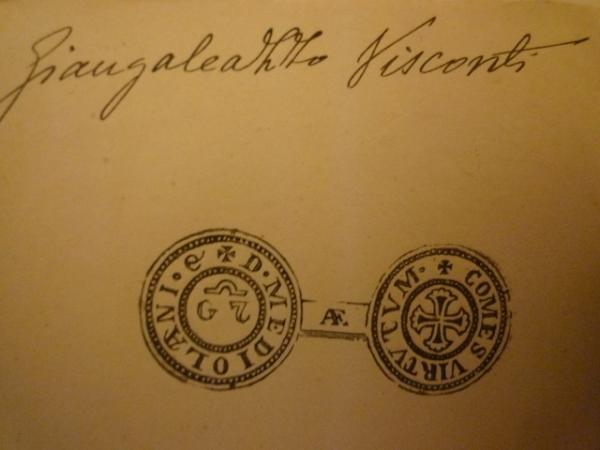 Giangaleazzo Visconti
✠ D · MEDIOLANI · Є
G Z
Æ
✠ COMES VIRTVTVM ·